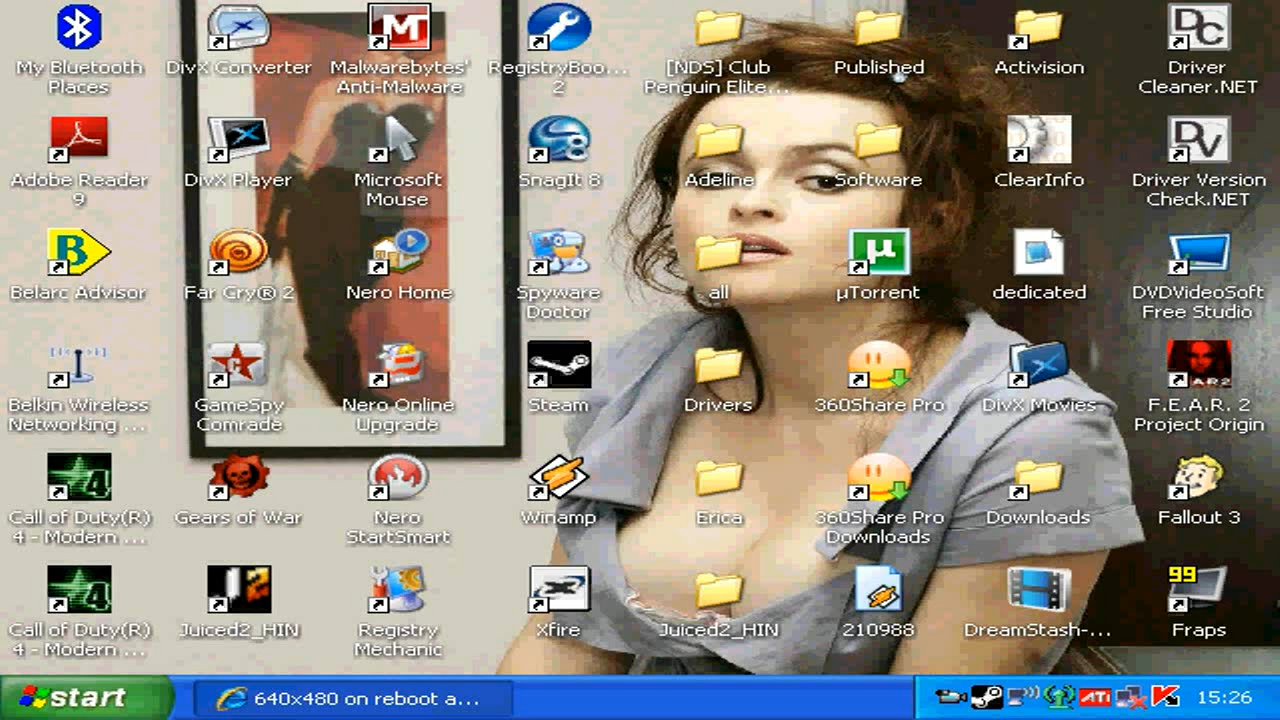 My Bluetooth
Places
DivX Converter
Malwarebytes'
Anti-Malware
RegistryBoo...
2
[NDS] Club
Penguin Elite...
Published
Activision
Driver
Cleaner.NET
Adobe Reader
9
DivX Player
Microsoft
Mouse
SnagIt 8
Adeline
Software
ClearInfo
Driver Version
Check.NET
Belarc Advisor
Far Cry® 2
Nero Home
Spyware
Doctor
all
µTorrent
dedicated
DVDVideoSoft
Free Studio
Belkin Wireless
Networking ...
GameSpy
Comrade
Nero Online
Upgrade
Steam
Drivers
360Share Pro
DivX Movies
F.E.A.R. 2
Project Origin
Call of Duty(R)
4 - Modern ...
Gears of War
Nero
StartSmart
Winamp
Erica
360Share Pro
Downloads
Downloads
Fallout 3
Call of Duty(R)
4 - Modern ...
Juiced2_HIN
Registry
Mechanic
Xfire
Juiced2_HIN
210988
DreamStash-...
99
Fraps
start
640x480 on reboot a...
ATi
15:26